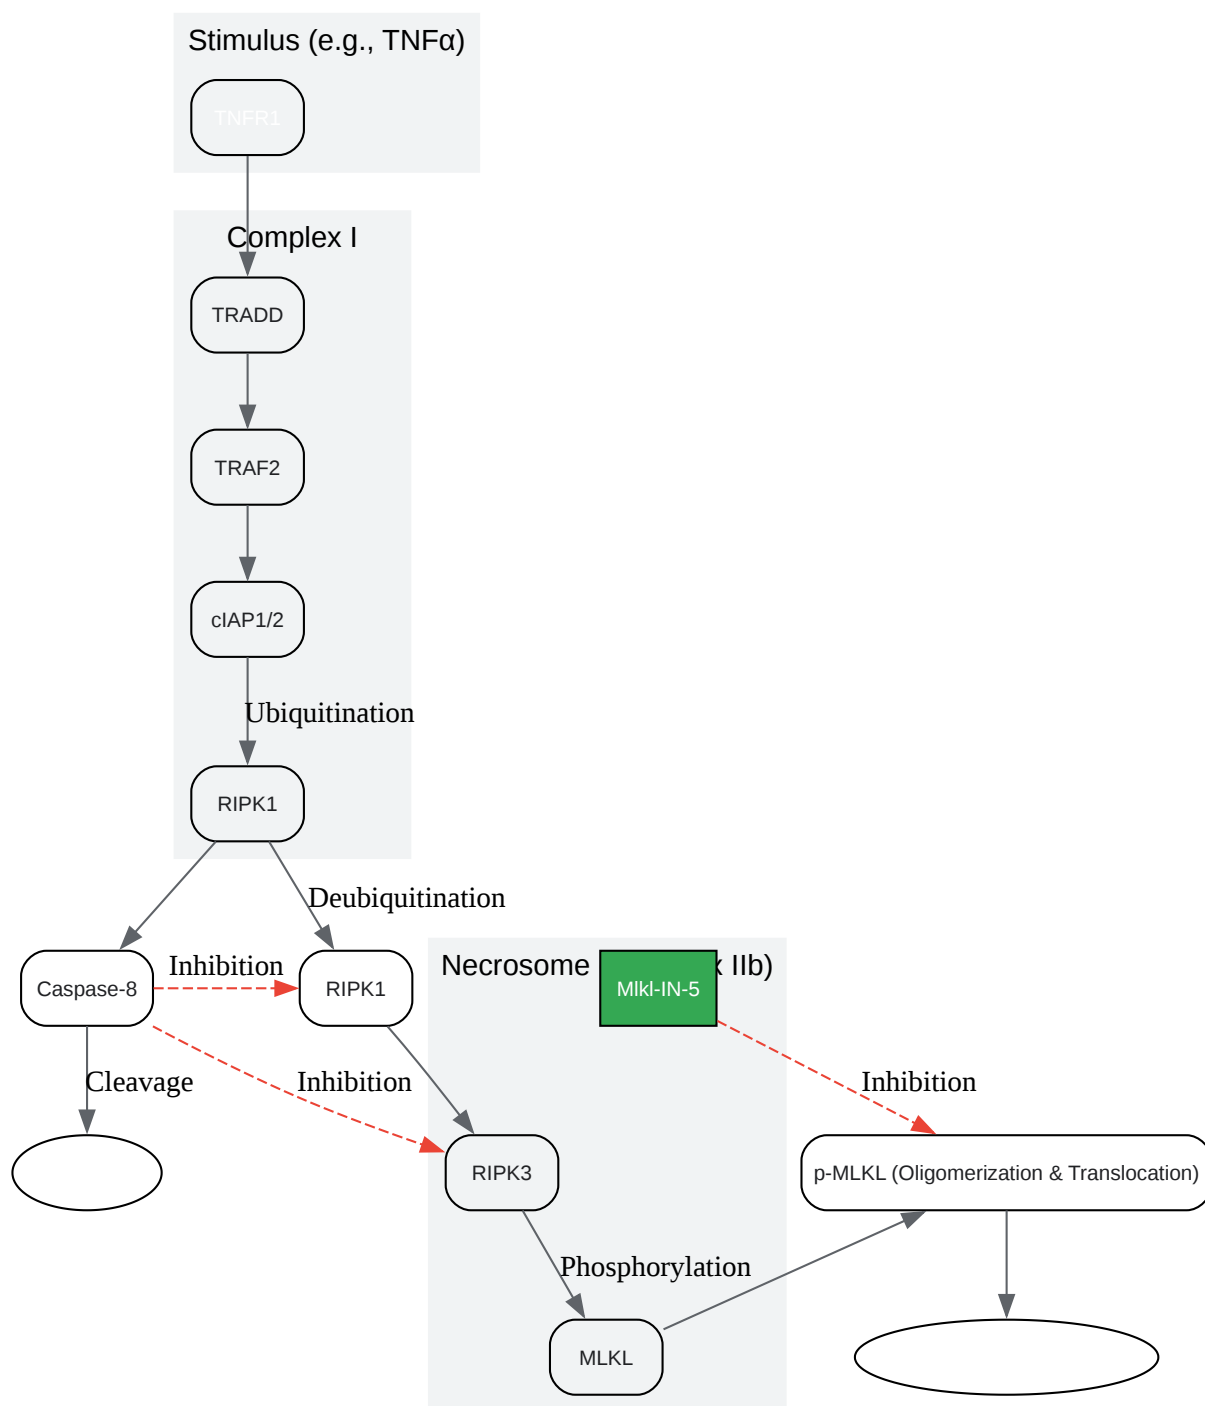 Stimulus (e.g., TNFα)
TNFR1
Complex I
TRADD
TRAF2
cIAP1/2
Ubiquitination
RIPK1
Deubiquitination
Necrosome
x IIb)
Mlkl-IN-5
Caspase-8
Inhibition
RIPK1
Cleavage
Inhibition
Inhibition
RIPK3
p-MLKL (Oligomerization & Translocation)
Phosphorylation
MLKL